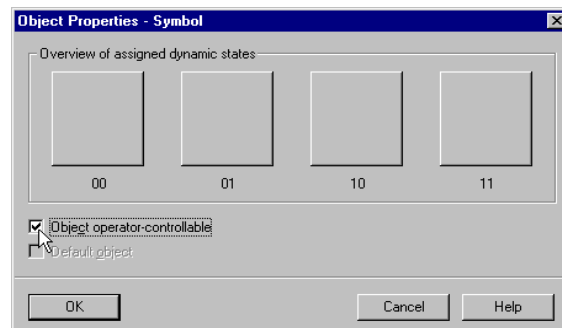 Object Properties - Symbol
Overview of assigned dynamic states
00 01 10 11
Object operator-controllable
Default object
OK Cancel Help